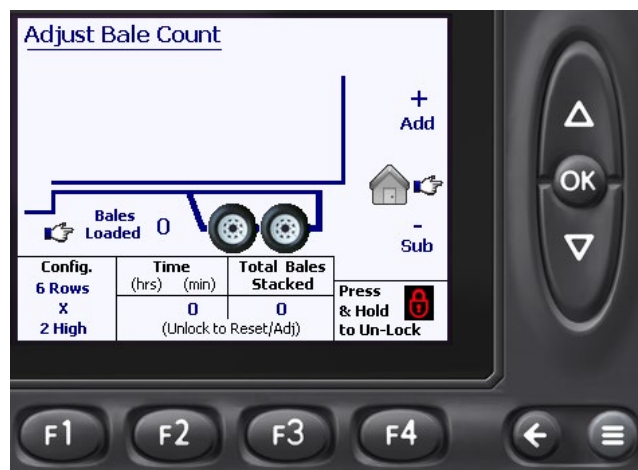 Adjust Bale Count
+
Add
OK
Bales
Loaded 0
-
Sub
Config.
6 Rows
X
2 High
Time
(hrs) (min)
0
Total Bales
Stacked
0
(Unlock to Reset/Adj)
Press
& Hold
to Un-Lock
F1 F2 F3 F4